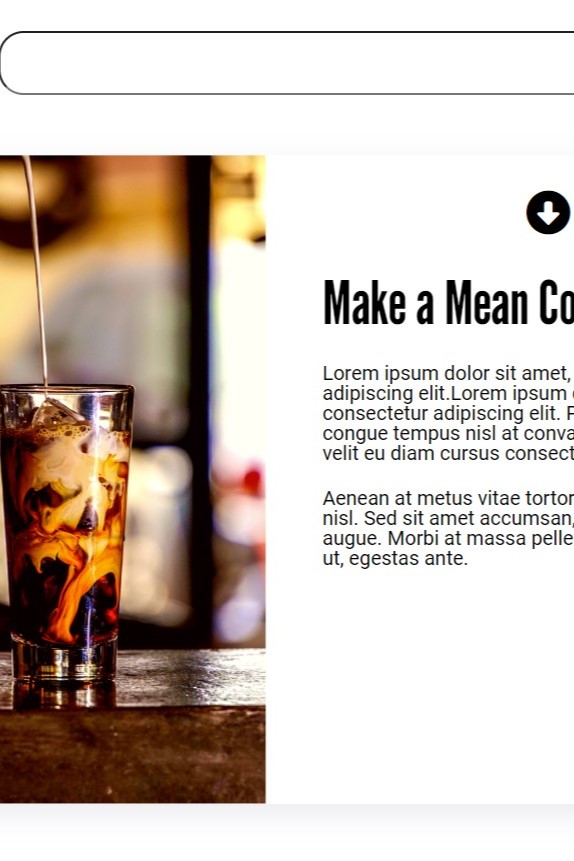 Make a Mean Co
Lorem ipsum dolor sit amet,
adipiscing elit.Lorem ipsum
consectetur adipiscing elit.
congue tempus nisl at conva
velit eu diam cursus consect
Aenean at metus vitae tortor
nisl. Sed sit amet accumsan,
augue. Morbi at massa pelle
ut, egestas ante.